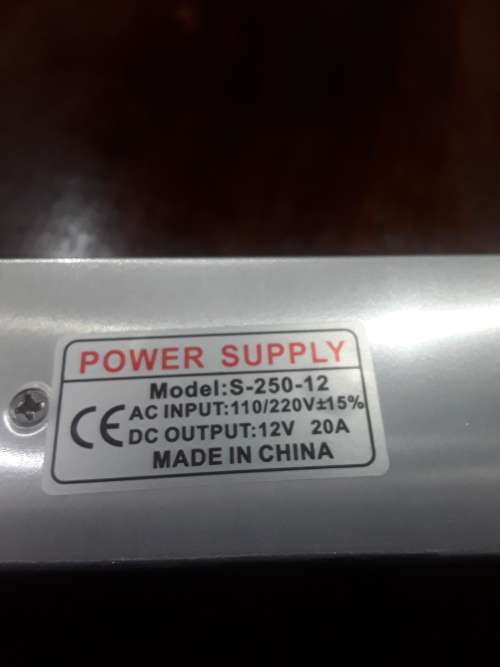 POWER SUPPLY
Model:S-250-12
CE AC INPUT:110/220V±15%
DC OUTPUT:12V 20A
MADE IN CHINA